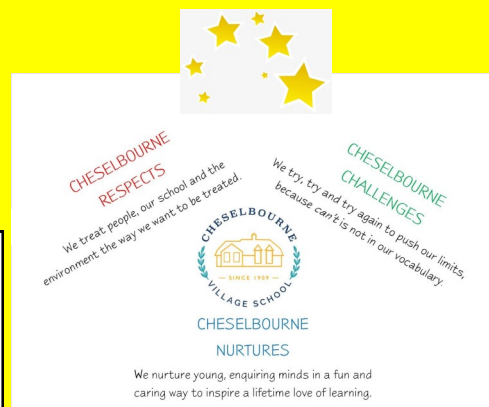 CHESELBOURNE
RESPECTS
We treat people, our school and the
environment the way we want to be treated.
CHESELBOURNE
CHALLENGES
We try, try and try again to push our limits,
because can't is not in our vocabulary.
CHESELBOURNE
SINCE 1909
VILLAGE SCHOOL
CHESELBOURNE
NURTURES
We nurture young, enquiring minds in a fun and
caring way to inspire a lifetime love of learning.